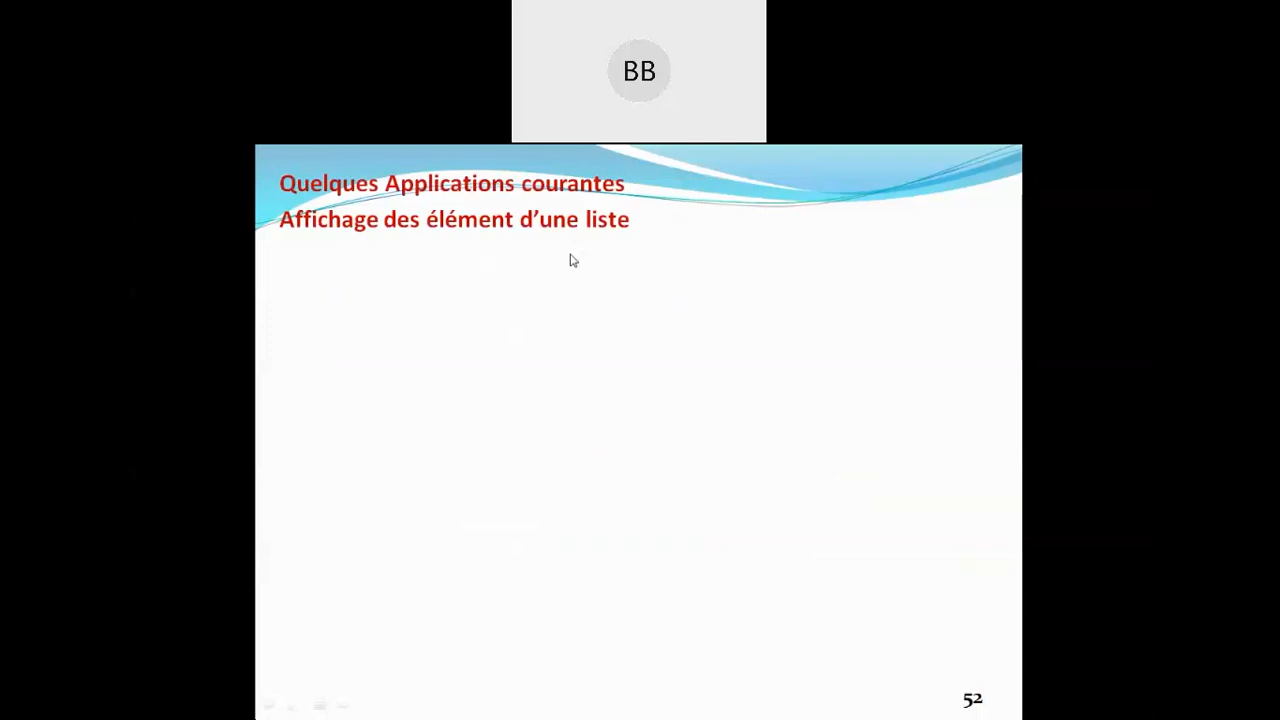 BB
Quelques Applications courantes
Affichage des élément d’une liste
52